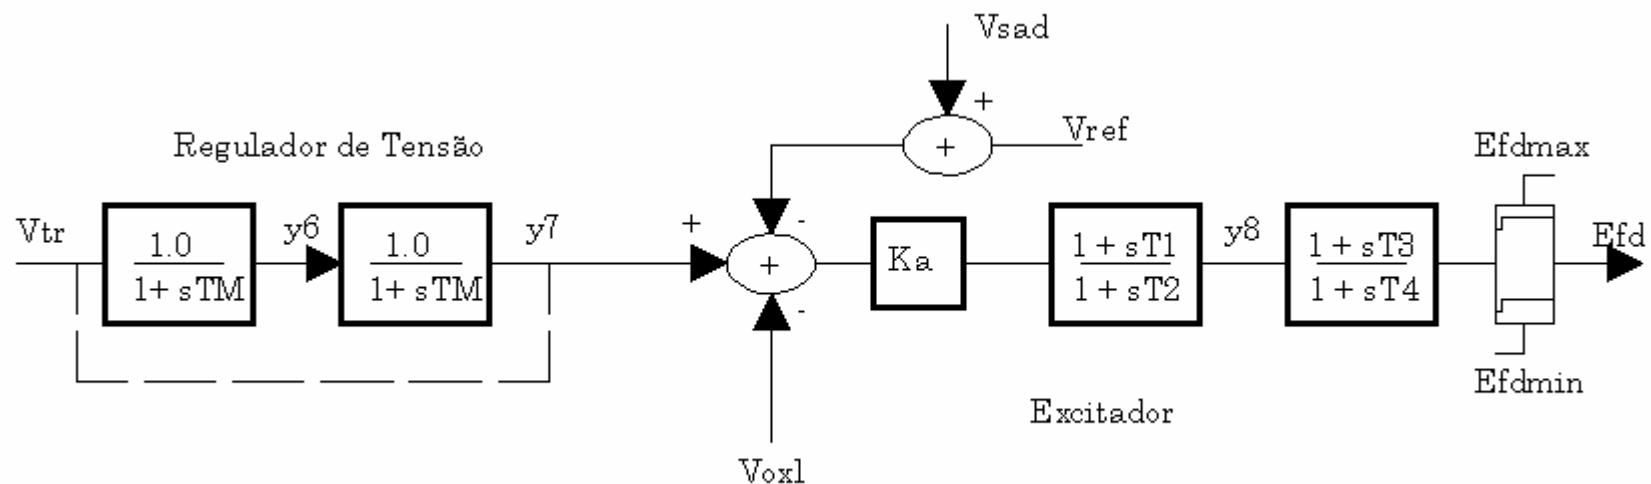 Vsad
+
Vref
+
Regulador de Tensão
Efdmax
Vtr
1.0
1+ sTM
y6
1.0
1+ sTM
y7
+
-
+
-
Ka
1 + sT1
1 + sT2
y8
1 + sT3
1 + sT4
Efd
Efdmin
Excitador
Voxl